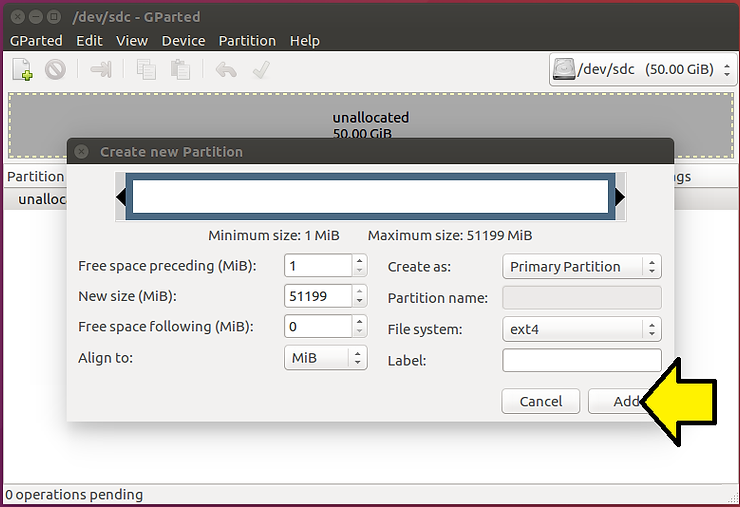 /dev/sdc - GParted
GParted Edit View Device Partition Help
/dev/sdc (50.00 GiB)
unallocated
50.00 GiB
Create new Partition
Partition
unalloc
Minimum size: 1 MiB Maximum size: 51199 MiB
Free space preceding (MiB): 1 Create as: Primary Partition
New size (MiB): 51199 Partition name:
Free space following (MiB): 0 File system: ext4
Align to: MiB Label:
Cancel Add
0 operations pending